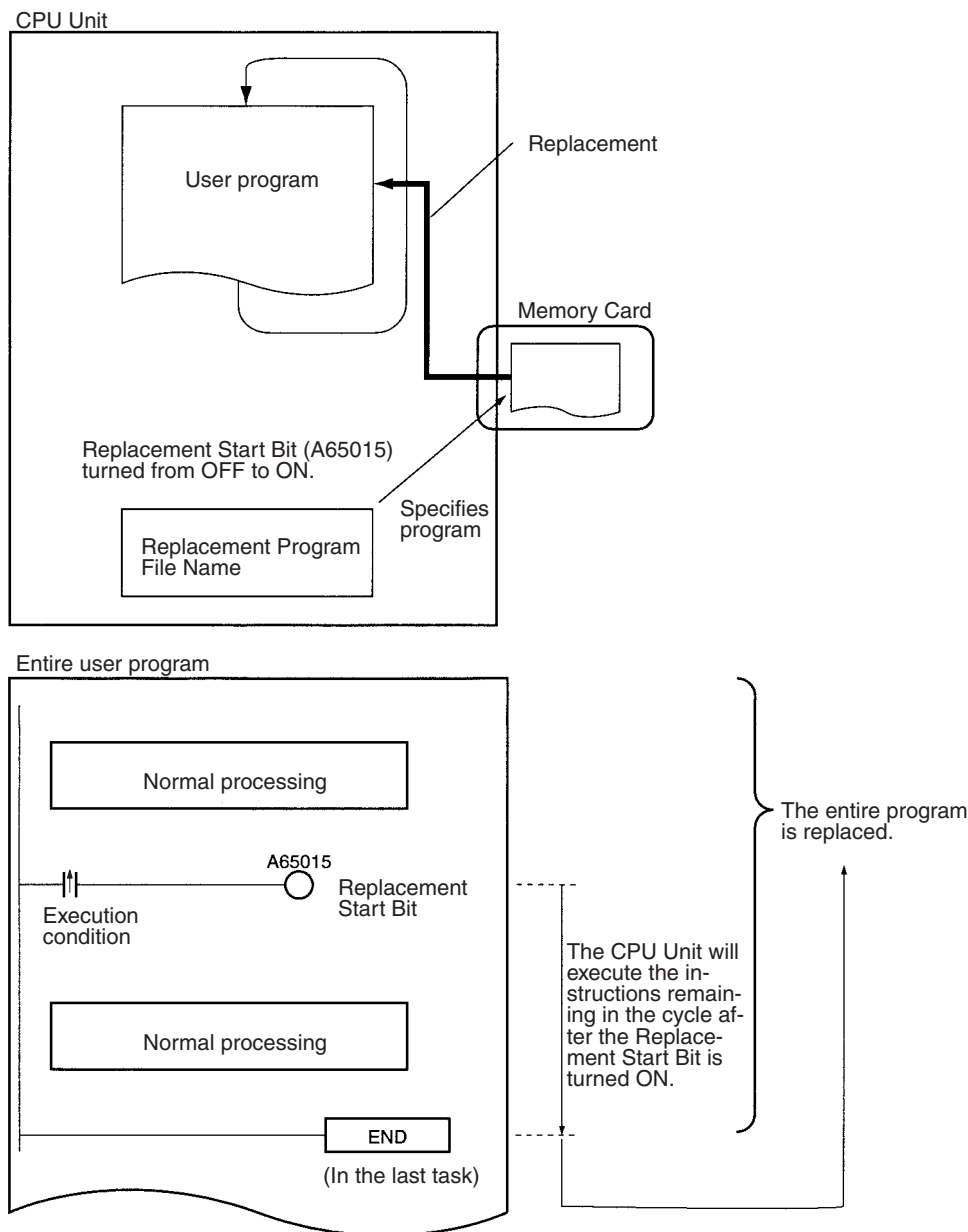 CPU Unit
User program
Replacement
Memory Card
Replacement Start Bit (A65015)
turned from OFF to ON.
Specifies
program
Replacement Program
File Name
Entire user program
Normal processing
The entire program
is replaced.
A65015
Replacement
Start Bit
Execution
condition
The CPU Unit will
execute the in-
structions remain-
ing in the cycle af-
ter the Replace-
ment Start Bit is
turned ON.
Normal processing
END
(In the last task)